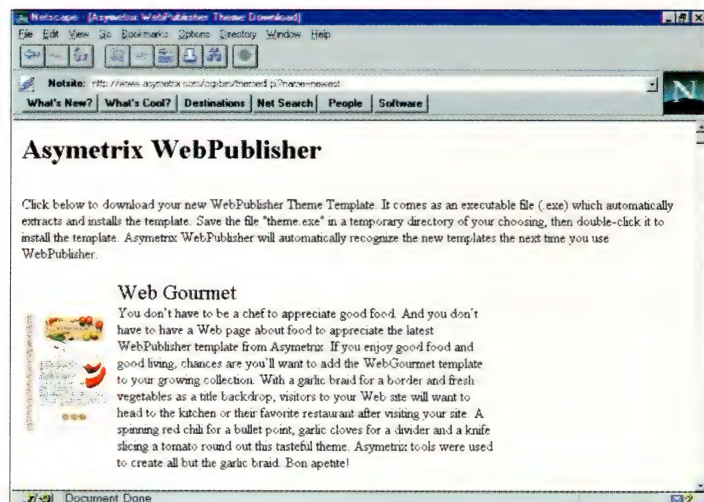 Netscape - [Asymetrix WebPublisher Theme Download]
File Edit View Go Bookmarks Options Directory Window Help
Netsite:
What's New? What's Cool? Destinations Net Search People Software
N
Asymetrix WebPublisher
Click below to download your new WebPublisher Theme Template. It comes as an executable file (.exe) which automatically
extracts and installs the template. Save the file "theme.exe" in a temporary directory of your choosing, then double-click it to
install the template. Asymetrix WebPublisher will automatically recognize the new templates the next time you use
WebPublisher.
Web Gourmet
You don't have to be a chef to appreciate good food. And you don't
have to have a Web page about food to appreciate the latest
WebPublisher template from Asymetrix. If you enjoy good food and
good living, chances are you'll want to add the WebGourmet template
to your growing collection. With a garlic braid for a border and fresh
vegetables as a title backdrop, visitors to your Web site will want to
head to the kitchen or their favorite restaurant after visiting your site. A
spinning red chili for a bullet point, garlic cloves for a divider and a knife
slicing a tomato round out this tasteful theme. Asymetrix tools were used
to create all but the garlic braid. Bon apetite!
Document Done